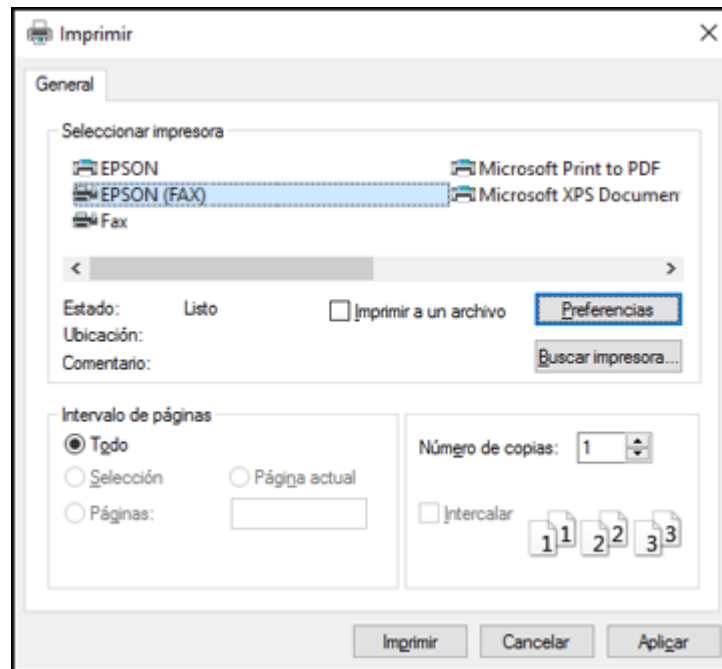 Imprimir
General
Seleccionar impresora
EPSON
Microsoft Print to PDF
EPSON (FAX)
Microsoft XPS Documen
Fax
Estado: Listo
Imprimir a un archivo
Preferencias
Ubicación:
Comentario:
Buscar impresora...
Intervalo de páginas
Todo
Selección
Página actual
Páginas:
Número de copias: 1
Intercalar
1 1 2 2 3 3
Imprimir
Cancelar
Aplicar